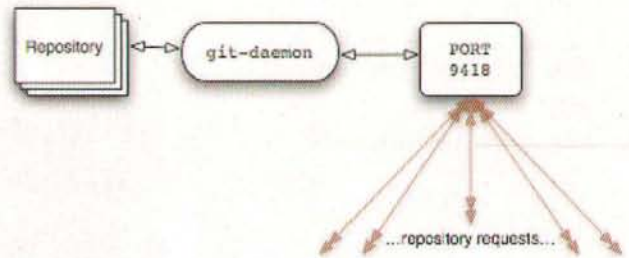 Repository
git-daemon
PORT
9418
...repository requests...